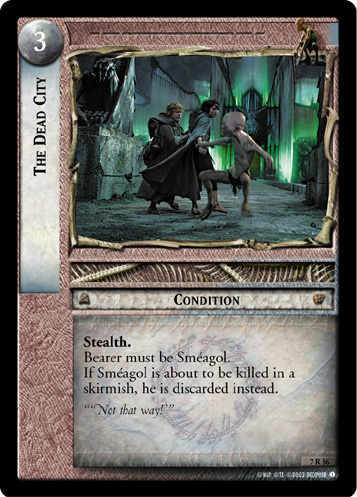 3
THE DEAD CITY
CONDITION
Stealth.
Bearer must be Sméagol.
If Sméagol is about to be killed in a
skirmish, he is discarded instead.
““Not that way!’”
7 R 56